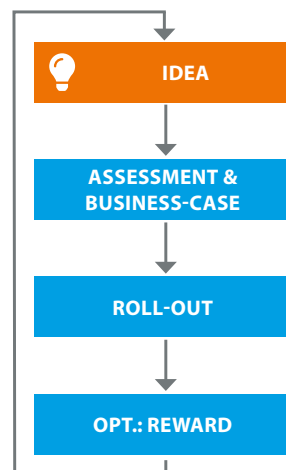 IDEA
ASSESSMENT &
BUSINESS-CASE
ROLL-OUT
OPT.: REWARD